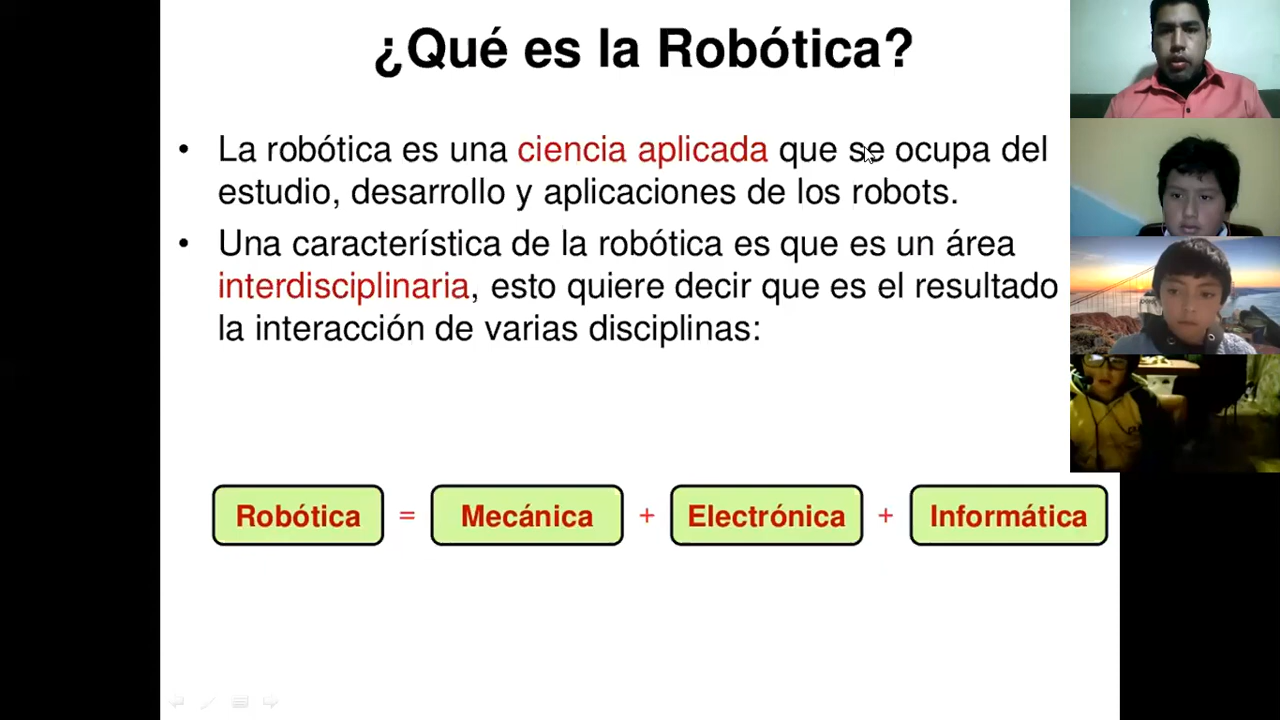 ¿Qué es la Robótica?
• La robótica es una ciencia aplicada que se ocupa del
estudio, desarrollo y aplicaciones de los robots.
• Una característica de la robótica es que es un área
interdisciplinaria, esto quiere decir que es el resultado
la interacción de varias disciplinas:
Robótica = Mecánica + Electrónica + Informática